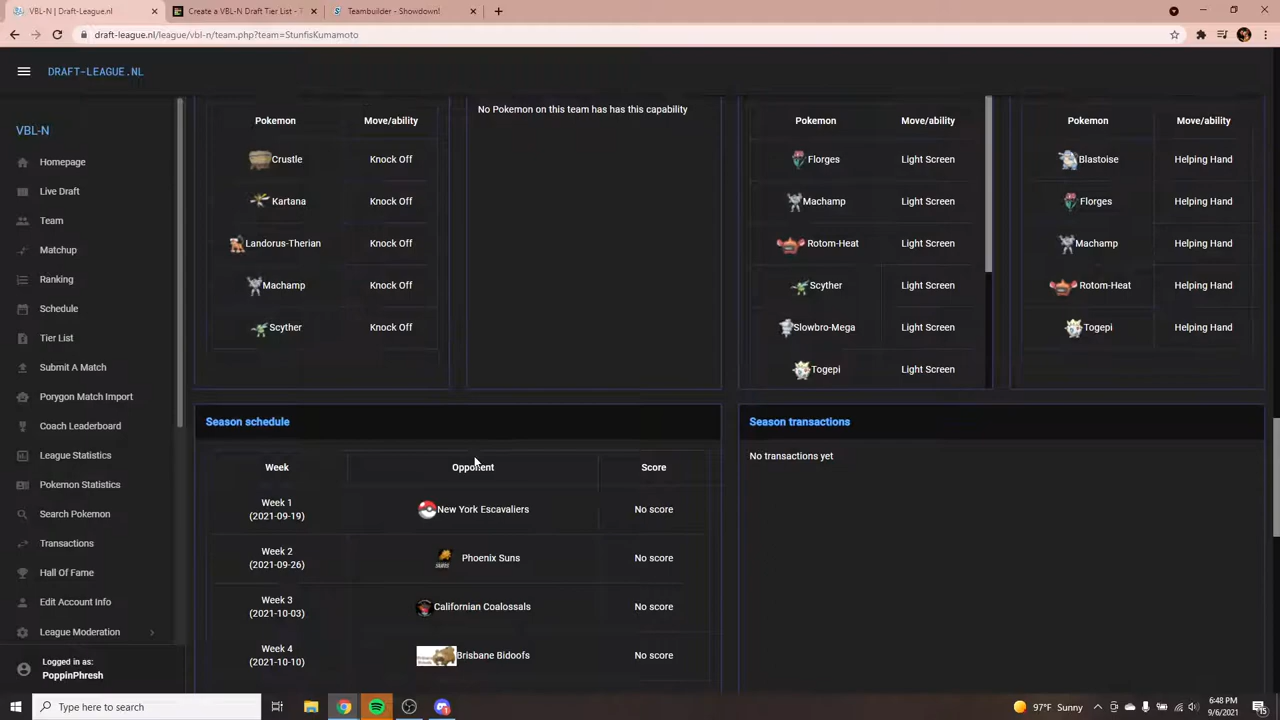 VBL-N | Draft-League.nl
Create a VBL-N Draft Tier List -
Teambuilder - Showdown!
draft-league.nl/league/vbl-n/team.php?team=StunfisKumamoto
DRAFT-LEAGUE.NL
VBL-N
Homepage
Live Draft
Team
Matchup
Ranking
Schedule
Tier List
Submit A Match
Porygon Match Import
Coach Leaderboard
League Statistics
Pokemon Statistics
Search Pokemon
Transactions
Hall Of Fame
Edit Account Info
League Moderation
Logged in as:
PoppinPhresh
Pokemon Move/ability
Crustle Knock Off
Kartana Knock Off
Landorus-Therian Knock Off
Machamp Knock Off
Scyther Knock Off
No Pokemon on this team has has this capability
Pokemon Move/ability
Florges Light Screen
Machamp Light Screen
Rotom-Heat Light Screen
Scyther Light Screen
Slowbro-Mega Light Screen
Togepi Light Screen
Pokemon Move/ability
Blastoise Helping Hand
Florges Helping Hand
Machamp Helping Hand
Rotom-Heat Helping Hand
Togepi Helping Hand
Season schedule
Week Opponent Score
Week 1
(2021-09-19) New York Escavaliers No score
Week 2
(2021-09-26) Phoenix Suns No score
Week 3
(2021-10-03) Californian Coalossals No score
Week 4
(2021-10-10) Brisbane Bidoofs No score
Season transactions
No transactions yet
Type here to search
97°F Sunny
6:48 PM
9/6/2021